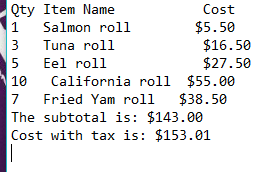 Qty Item Name Cost
1 Salmon roll $5.50
3 Tuna roll $16.50
5 Eel roll $27.50
10 California roll $55.00
7 Fried Yam roll $38.50
The subtotal is: $143.00
Cost with tax is: $153.01